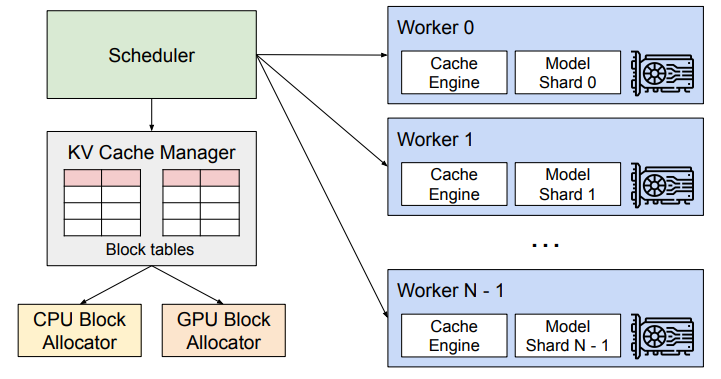 Scheduler
KV Cache Manager
Block tables
CPU Block
Allocator
GPU Block
Allocator
Worker 0
Cache
Engine
Model
Shard 0
Worker 1
Cache
Engine
Model
Shard 1
...
Worker N - 1
Cache
Engine
Model
Shard N - 1